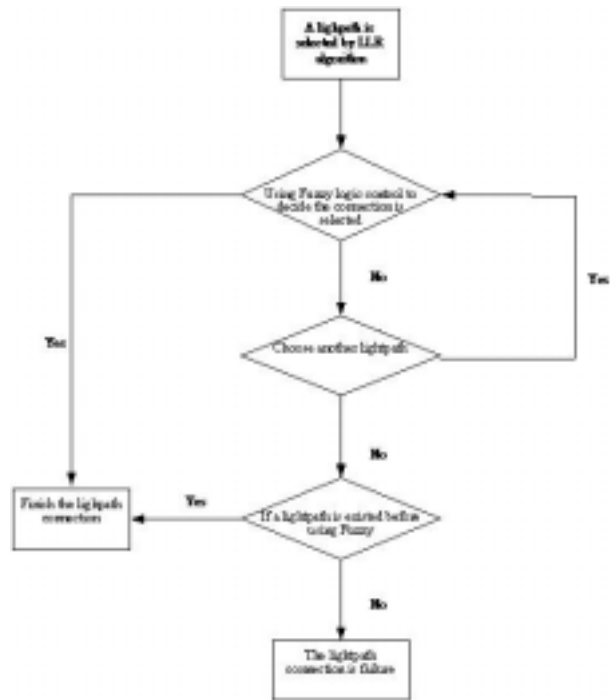 A lightpath is
selected by LLR
algorithm
Using Fuzzy logic control to
decide the connection is
selected
No
Yes
Yes
Choose another lightpath
No
Finish the lightpath
connection
Yes
If a lightpath is existed before
using Fuzzy
No
The lightpath
connection is failure